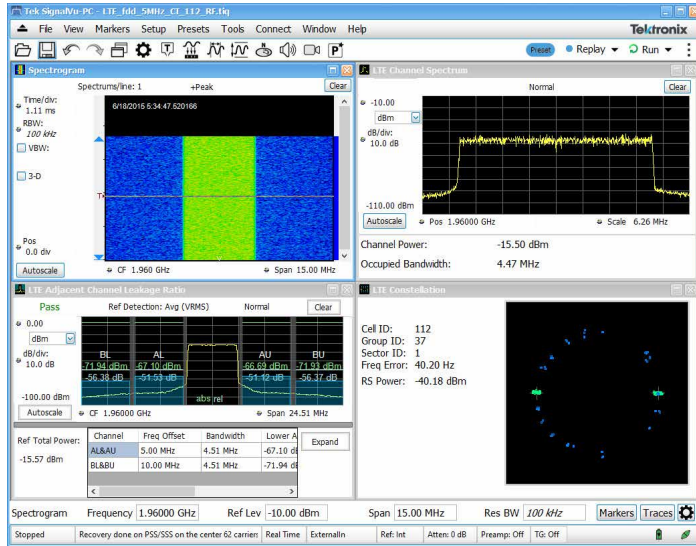 Tek SignalVu-PC - LTE_fdd_5MHz_CI_112_RF.tiq
File View Markers Setup Presets Tools Connect Window Help
Tektronix
Preset Replay Run
Spectrogram
Spectrums/line: 1 +Peak Clear
Time/div:
1.11 ms
RBW:
100 kHz
VBW:
3-D
6/18/2015 5:34:47.520166
T
Pos
0.0 div
Autoscale CF 1.960 GHz Span 15.00 MHz
LTE Channel Spectrum
Normal Clear
-10.00
dBm
dB/div:
10.0 dB
-110.00 dBm
Autoscale Pos 1.96000 GHz Scale 6.26 MHz
Channel Power: -15.50 dBm
Occupied Bandwidth: 4.47 MHz
LTE Adjacent Channel Leakage Ratio
Pass Ref Detection: Avg (VRMS) Normal Clear
0.00
dBm
dB/div:
10.0 dB
-100.00 dBm
BL AL AU BU
-71.94 dBm -67.10 dBm -66.69 dBm -71.93 dBm
-56.38 dB -51.53 dB -51.12 dB -56.37 dB
abs rel
Autoscale CF 1.96000 GHz Span 24.51 MHz
Ref Total Power:
-15.57 dBm
Channel Freq Offset Bandwidth Lower A
AL&AU 5.00 MHz 4.51 MHz -67.10 dB
BL&BU 10.00 MHz 4.51 MHz -71.94 dB
Expand
LTE Constellation
Cell ID: 112
Group ID: 37
Sector ID: 1
Freq Error: 40.20 Hz
RS Power: -40.18 dBm
Spectrogram Frequency 1.96000 GHz Ref Lev -10.00 dBm Span 15.00 MHz Res BW 100 kHz Markers Traces
Stopped Recovery done on PSS/SSS on the center 62 carriers Real Time ExternalIn Ref: Int Atten: 0 dB Preamp: Off TG: Off